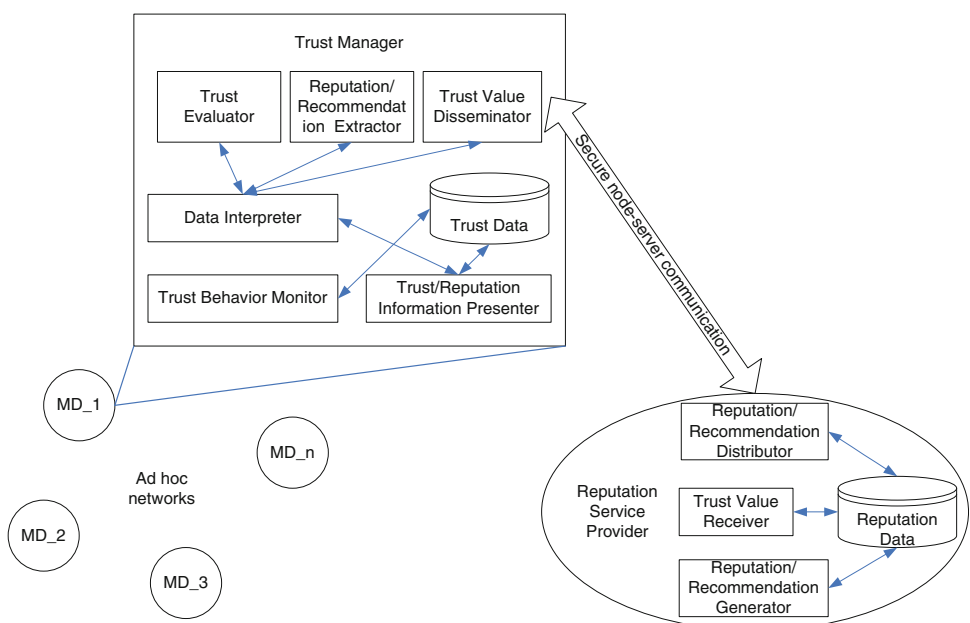 Trust Manager
Trust
Evaluator
Reputation/
Recommendat
ion Extractor
Trust Value
Disseminator
Data Interpreter
Trust Data
Trust Behavior Monitor
Trust/Reputation
Information Presenter
Secure node-server communication
MD_1
MD_n
Ad hoc
networks
MD_2
MD_3
Reputation/
Recommendation
Distributor
Reputation
Service
Provider
Trust Value
Receiver
Reputation
Data
Reputation/
Recommendation
Generator